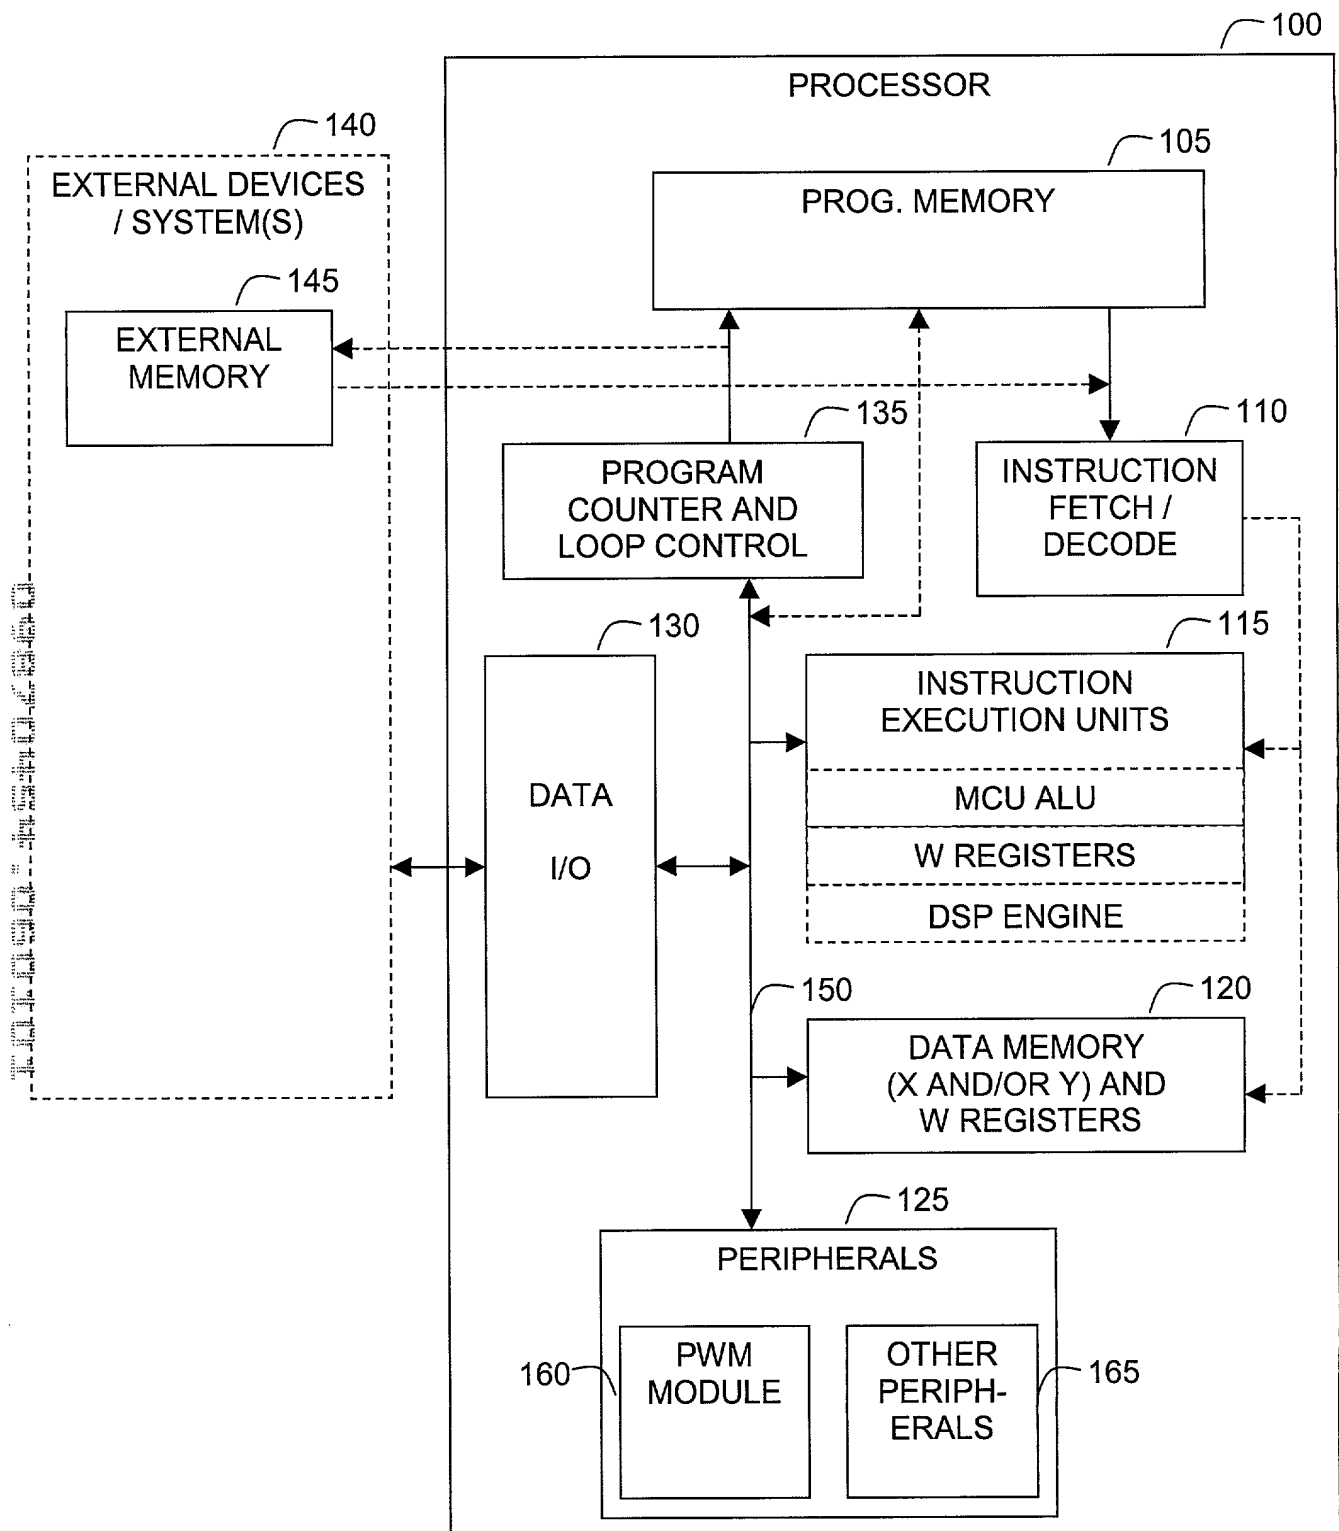 100
PROCESSOR
140
EXTERNAL DEVICES
/ SYSTEM(S)
105
PROG. MEMORY
145
EXTERNAL
MEMORY
135
PROGRAM
COUNTER AND
LOOP CONTROL
110
INSTRUCTION
FETCH /
DECODE
130
DATA
I/O
115
INSTRUCTION
EXECUTION UNITS
MCU ALU
W REGISTERS
DSP ENGINE
150
120
DATA MEMORY
(X AND/OR Y) AND
W REGISTERS
125
PERIPHERALS
160
PWM
MODULE
OTHER
PERIPH-
ERALS
165